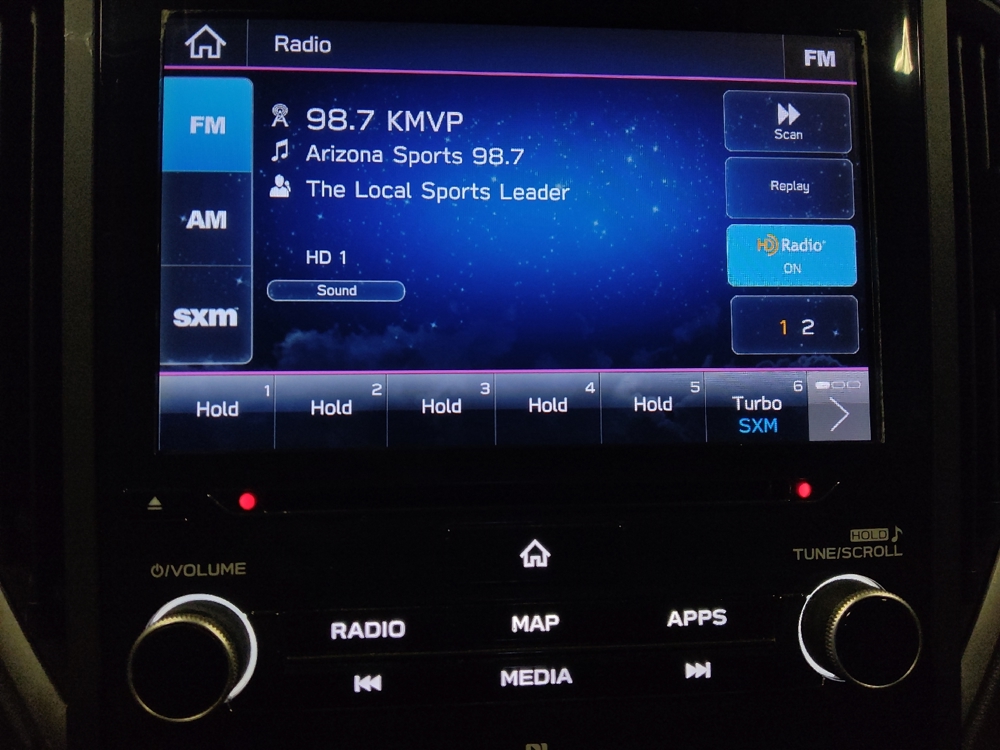 Radio
FM
FM
AM
sxm
98.7 KMVP
Arizona Sports 98.7
The Local Sports Leader
HD 1
Sound
Scan
Replay
HD Radio
ON
1 2
1
Hold
2
Hold
3
Hold
4
Hold
5
Hold
6
Turbo
SXM
/VOLUME
HOLD
TUNE/SCROLL
RADIO
MAP
APPS
MEDIA